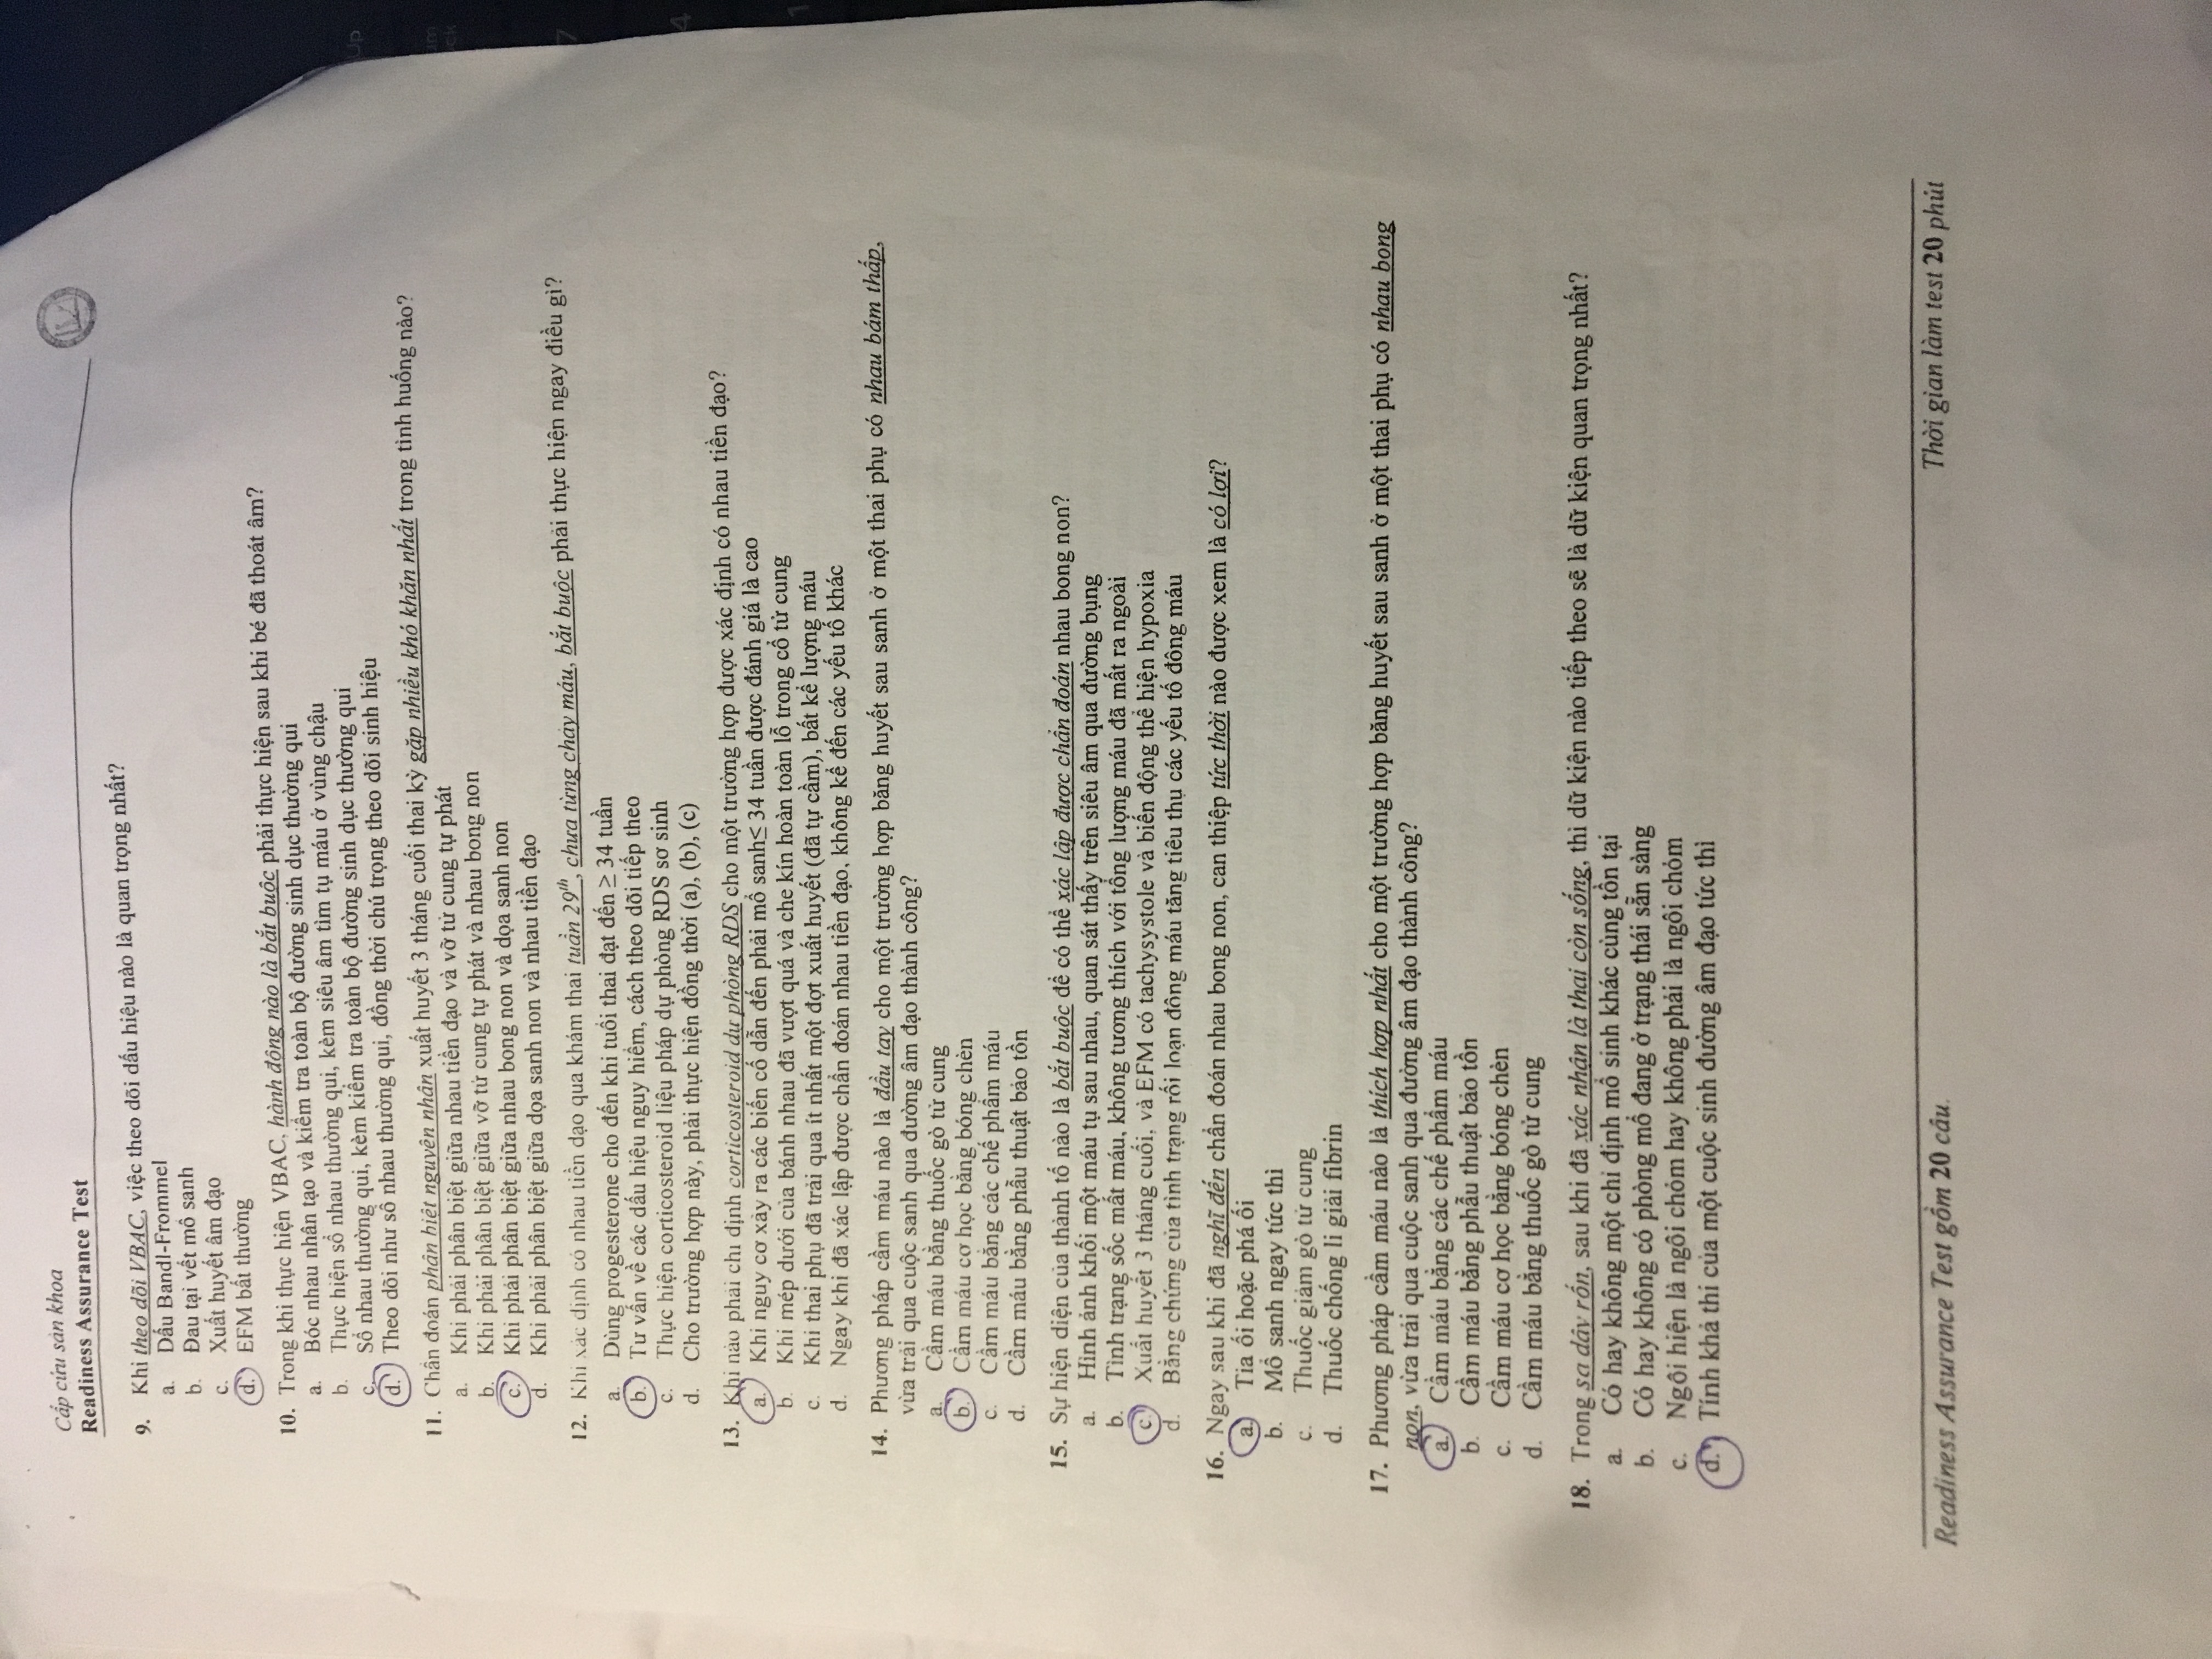 Cấp cứu sản khoa
Readiness Assurance Test
9. Khi theo dõi VBAC, việc theo dõi dấu hiệu nào là quan trọng nhất?
a. Dấu Bandl-Frommel
b. Đau tại vết mổ sanh
c. Xuất huyết âm đạo
d. EFM bất thường
10. Trong khi thực hiện VBAC, hành động nào là bắt buộc phải thực hiện sau khi bé đã thoát âm?
a. Bóc nhau nhân tạo và kiểm tra toàn bộ đường sinh dục thường qui
b. Thực hiện sổ nhau thường qui, kèm siêu âm tìm tụ máu ở vùng chậu
c. Sổ nhau thường qui, kèm kiểm tra toàn bộ đường sinh dục thường qui
d. Theo dõi như sổ nhau thường qui, đồng thời chú trọng theo dõi sinh hiệu
11. Chẩn đoán phân biệt nguyên nhân xuất huyết 3 tháng cuối thai kỳ gặp nhiều khó khăn nhất trong tình huống nào?
a. Khi phải phân biệt giữa nhau tiền đạo và vỡ tử cung tự phát
b. Khi phải phân biệt giữa vỡ tử cung tự phát và nhau bong non
c. Khi phải phân biệt giữa nhau bong non và dọa sanh non
d. Khi phải phân biệt giữa dọa sanh non và nhau tiền đạo
12. Khi xác định có nhau tiền đạo qua khám thai tuần 29th, chưa từng chảy máu, bắt buộc phải thực hiện ngay điều gì?
a. Dùng progesterone cho đến khi tuổi thai đạt đến ≥ 34 tuần
b. Tư vấn về các dấu hiệu nguy hiểm, cách theo dõi tiếp theo
c. Thực hiện corticosteroid liệu pháp dự phòng RDS sơ sinh
d. Cho trường hợp này, phải thực hiện đồng thời (a), (b), (c)
13. Khi nào phải chỉ định corticosteroid dự phòng RDS cho một trường hợp được xác định có nhau tiền đạo?
a. Khi nguy cơ xảy ra các biến cố dẫn đến phải mổ sanh≤ 34 tuần được đánh giá là cao
b. Khi mép dưới của bánh nhau đã vượt quá và che kín hoàn toàn lỗ trong cổ tử cung
c. Khi thai phụ đã trải qua ít nhất một đợt xuất huyết (đã tự cầm), bất kể lượng máu
d. Ngay khi đã xác lập được chẩn đoán nhau tiền đạo, không kể đến các yếu tố khác
14. Phương pháp cầm máu nào là đầu tay cho một trường hợp băng huyết sau sanh ở một thai phụ có nhau bám thấp,
vừa trải qua cuộc sanh qua đường âm đạo thành công?
a. Cầm máu bằng thuốc gò tử cung
b. Cầm máu cơ học bằng bóng chèn
c. Cầm máu bằng các chế phẩm máu
d. Cầm máu bằng phẫu thuật bảo tồn
15. Sự hiện diện của thành tố nào là bắt buộc để có thể xác lập được chẩn đoán nhau bong non?
a. Hình ảnh khối một máu tụ sau nhau, quan sát thấy trên siêu âm qua đường bụng
b. Tình trạng sốc mất máu, không tương thích với tổng lượng máu đã mất ra ngoài
c. Xuất huyết 3 tháng cuối, và EFM có tachysystole và biến động thể hiện hypoxia
d. Bằng chứng của tình trạng rối loạn đông máu tăng tiêu thụ các yếu tố đông máu
16. Ngay sau khi đã nghĩ đến chẩn đoán nhau bong non, can thiệp tức thời nào được xem là có lợi?
a. Tia ối hoặc phá ối
b. Mổ sanh ngay tức thì
c. Thuốc giảm gò tử cung
d. Thuốc chống li giải fibrin
17. Phương pháp cầm máu nào là thích hợp nhất cho một trường hợp băng huyết sau sanh ở một thai phụ có nhau bong
non, vừa trải qua cuộc sanh qua đường âm đạo thành công?
a. Cầm máu bằng các chế phẩm máu
b. Cầm máu bằng phẫu thuật bảo tồn
c. Cầm máu cơ học bằng bóng chèn
d. Cầm máu bằng thuốc gò tử cung
18. Trong sa dây rốn, sau khi đã xác nhận là thai còn sống, thì dữ kiện nào tiếp theo sẽ là dữ kiện quan trọng nhất?
a. Có hay không một chỉ định mổ sinh khác cùng tồn tại
b. Có hay không có phòng mổ đang ở trạng thái sẵn sàng
c. Ngôi hiện là ngôi chỏm hay không phải là ngôi chỏm
d. Tính khả thi của một cuộc sinh đường âm đạo tức thì
Readiness Assurance Test gồm 20 câu.
Thời gian làm test 20 phút